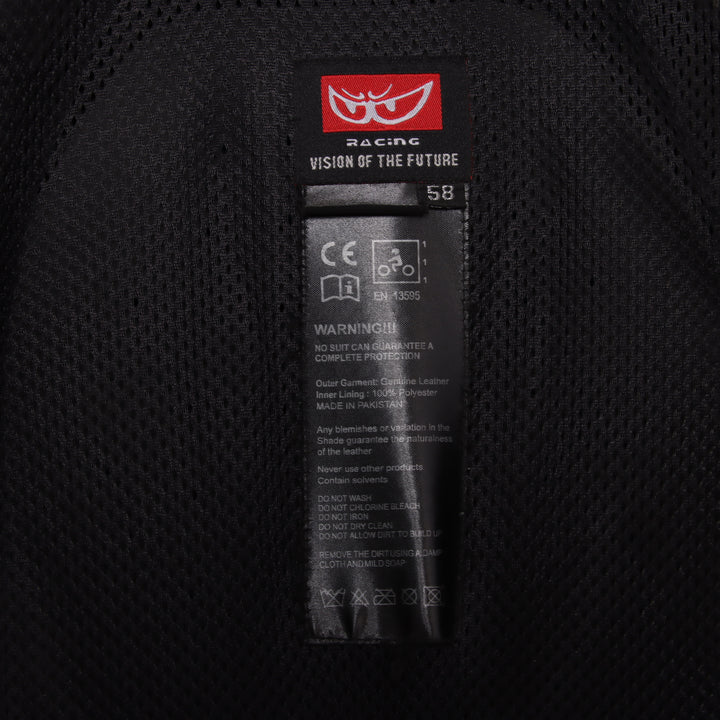 RACING
VISION OF THE FUTURE
58
CE
1
1
1
i
EN 13595
WARNING!!!
NO SUIT CAN GUARANTEE A
COMPLETE PROTECTION
Outer Garment: Genuine Leather
Inner Lining : 100% Polyester
MADE IN PAKISTAN
Any blemishes or variation in the
Shade guarantee the naturalness
of the leather
Never use other products
Contain solvents
DO NOT WASH
DO NOT CHLORINE BLEACH
DO NOT IRON
DO NOT DRY CLEAN
DO NOT ALLOW DIRT TO BUILD UP
REMOVE THE DIRT USING A DAMP
CLOTH AND MILD SOAP